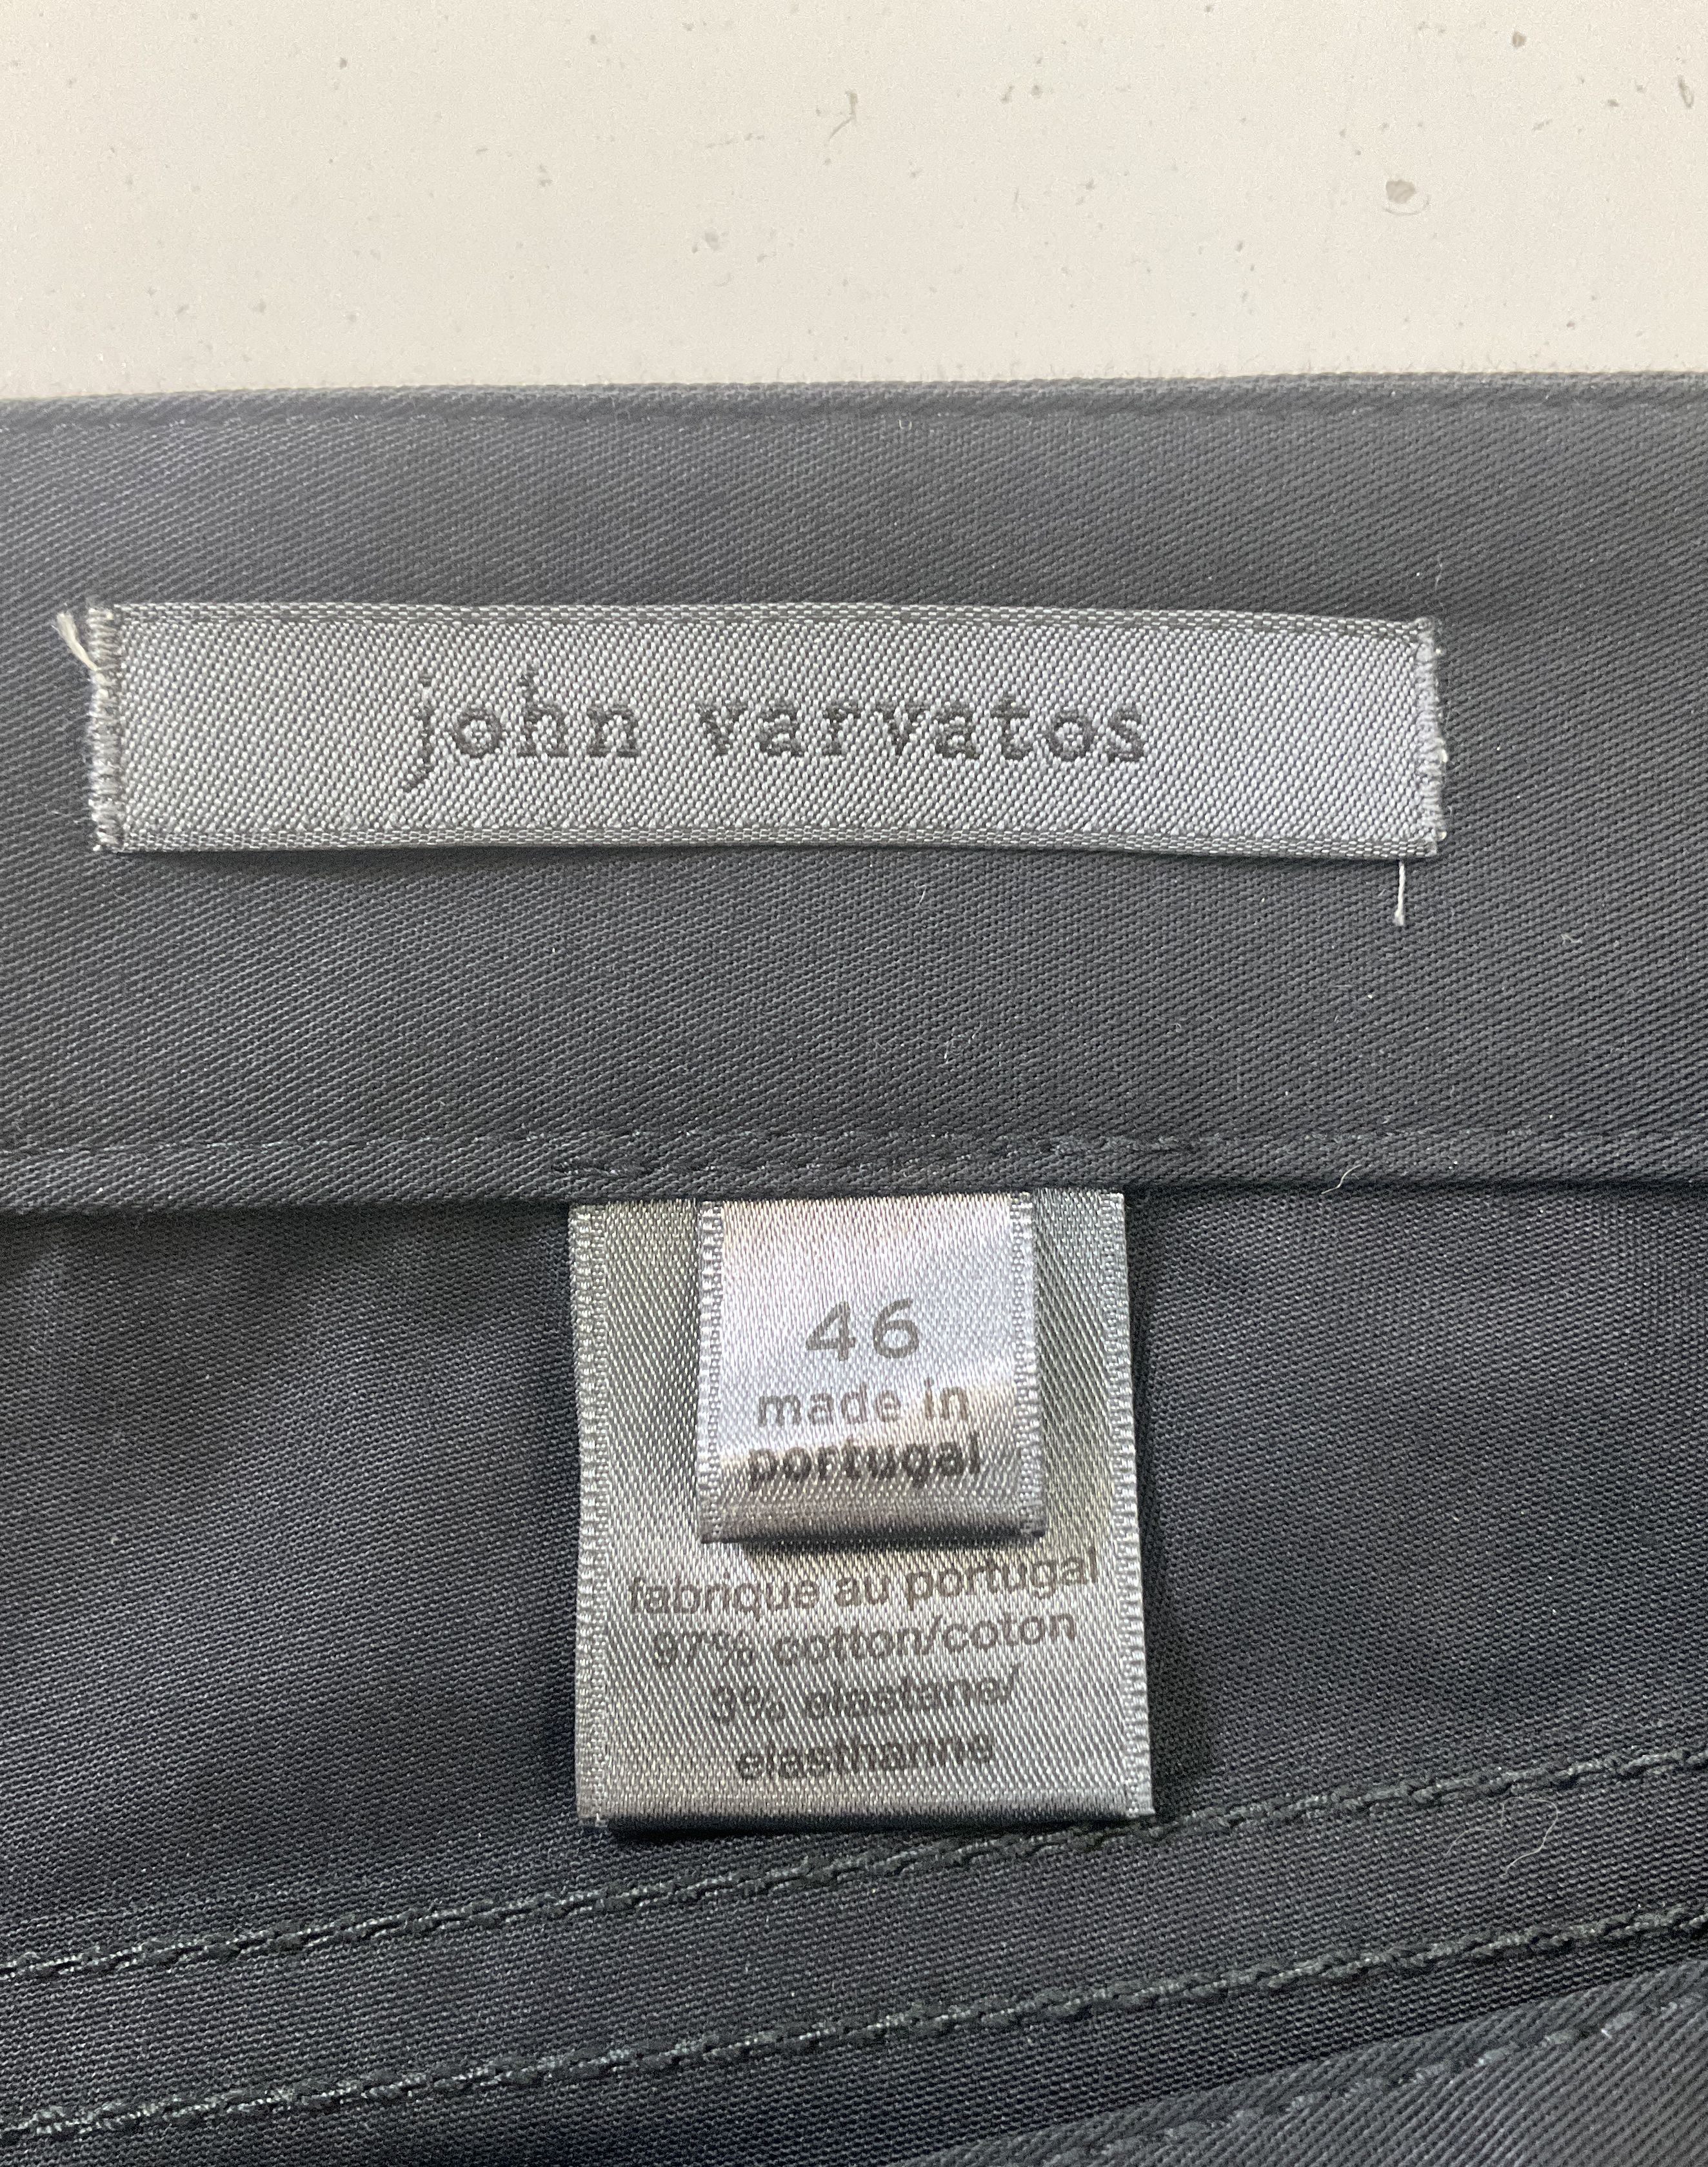 john varvatos
46
made in
portugal
fabrique au portugal
97% cotton/coton
3% elastane/
elasthanne